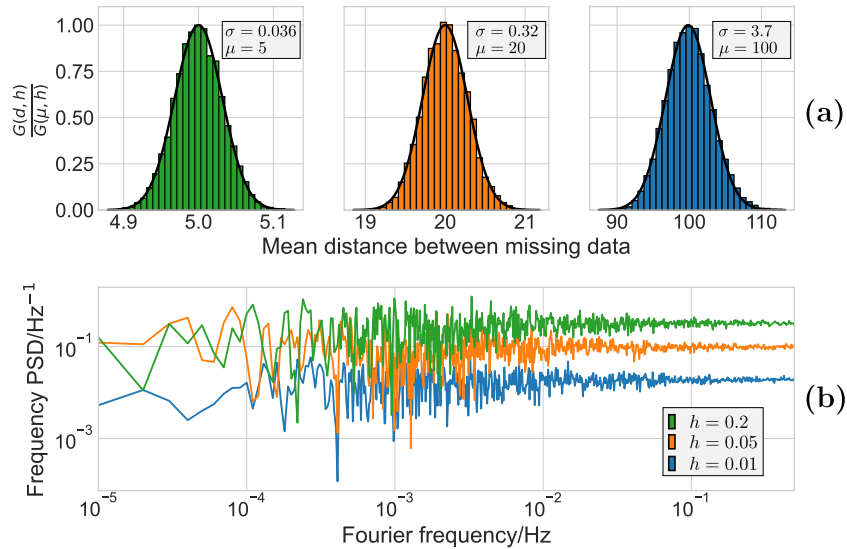 σ = 0.036
μ = 5
σ = 0.32
μ = 20
σ = 3.7
μ = 100
G(d, h)
G(μ, h)
1.00
0.75
0.50
0.25
0.00
4.9 5.0 5.1
19 20 21
90 100 110
Mean distance between missing data
(a)
Frequency PSD/Hz⁻¹
10⁻¹
10⁻³
h = 0.2
h = 0.05
h = 0.01
10⁻⁵ 10⁻⁴ 10⁻³ 10⁻² 10⁻¹
Fourier frequency/Hz
(b)